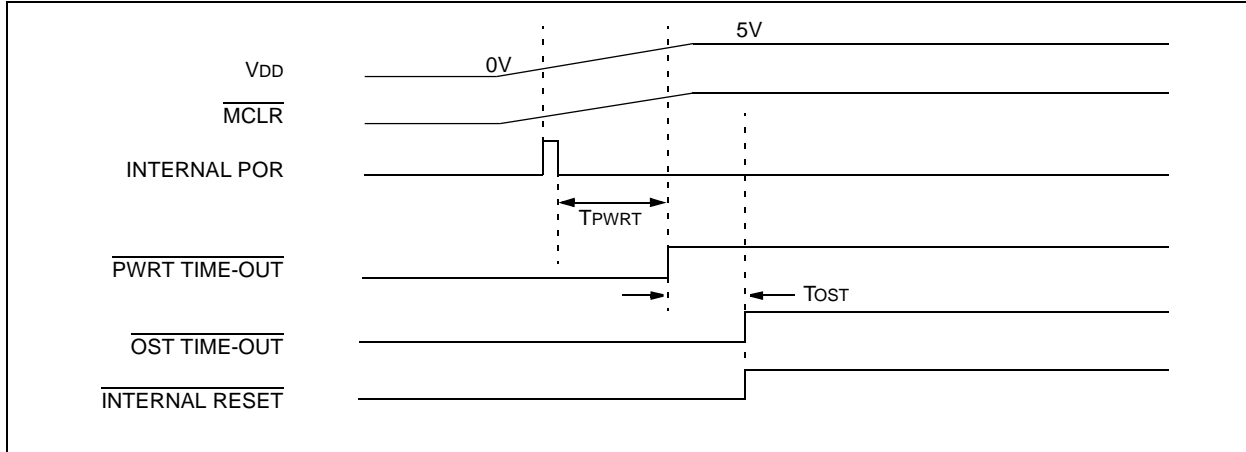 5V
0V
VDD
MCLR
INTERNAL POR
TPWRT
PWRT TIME-OUT
TOST
OST TIME-OUT
INTERNAL RESET